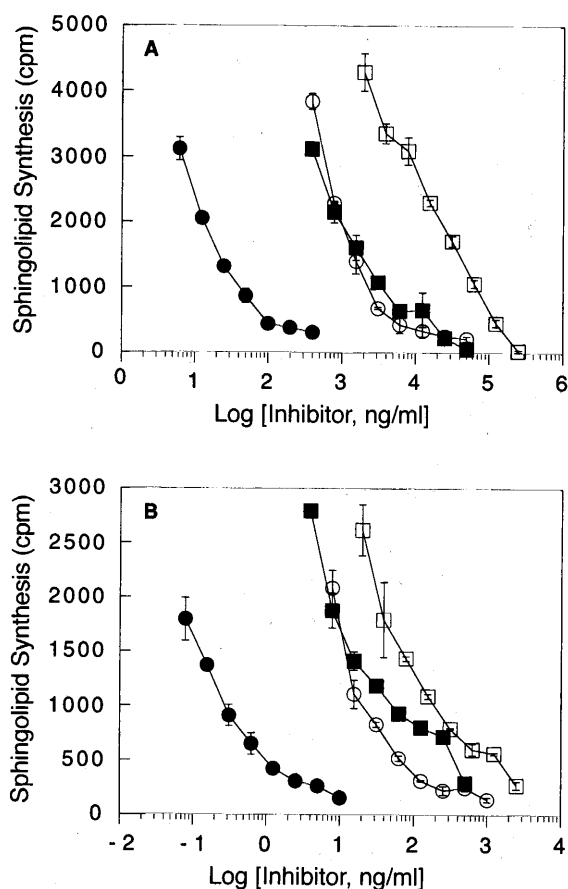 A
Sphingolipid Synthesis (cpm)
5000
4000
3000
2000
1000
0
0 1 2 3 4 5 6
Log [Inhibitor, ng/ml]
B
Sphingolipid Synthesis (cpm)
3000
2500
2000
1500
1000
500
0
-2 -1 0 1 2 3 4
Log [Inhibitor, ng/ml]